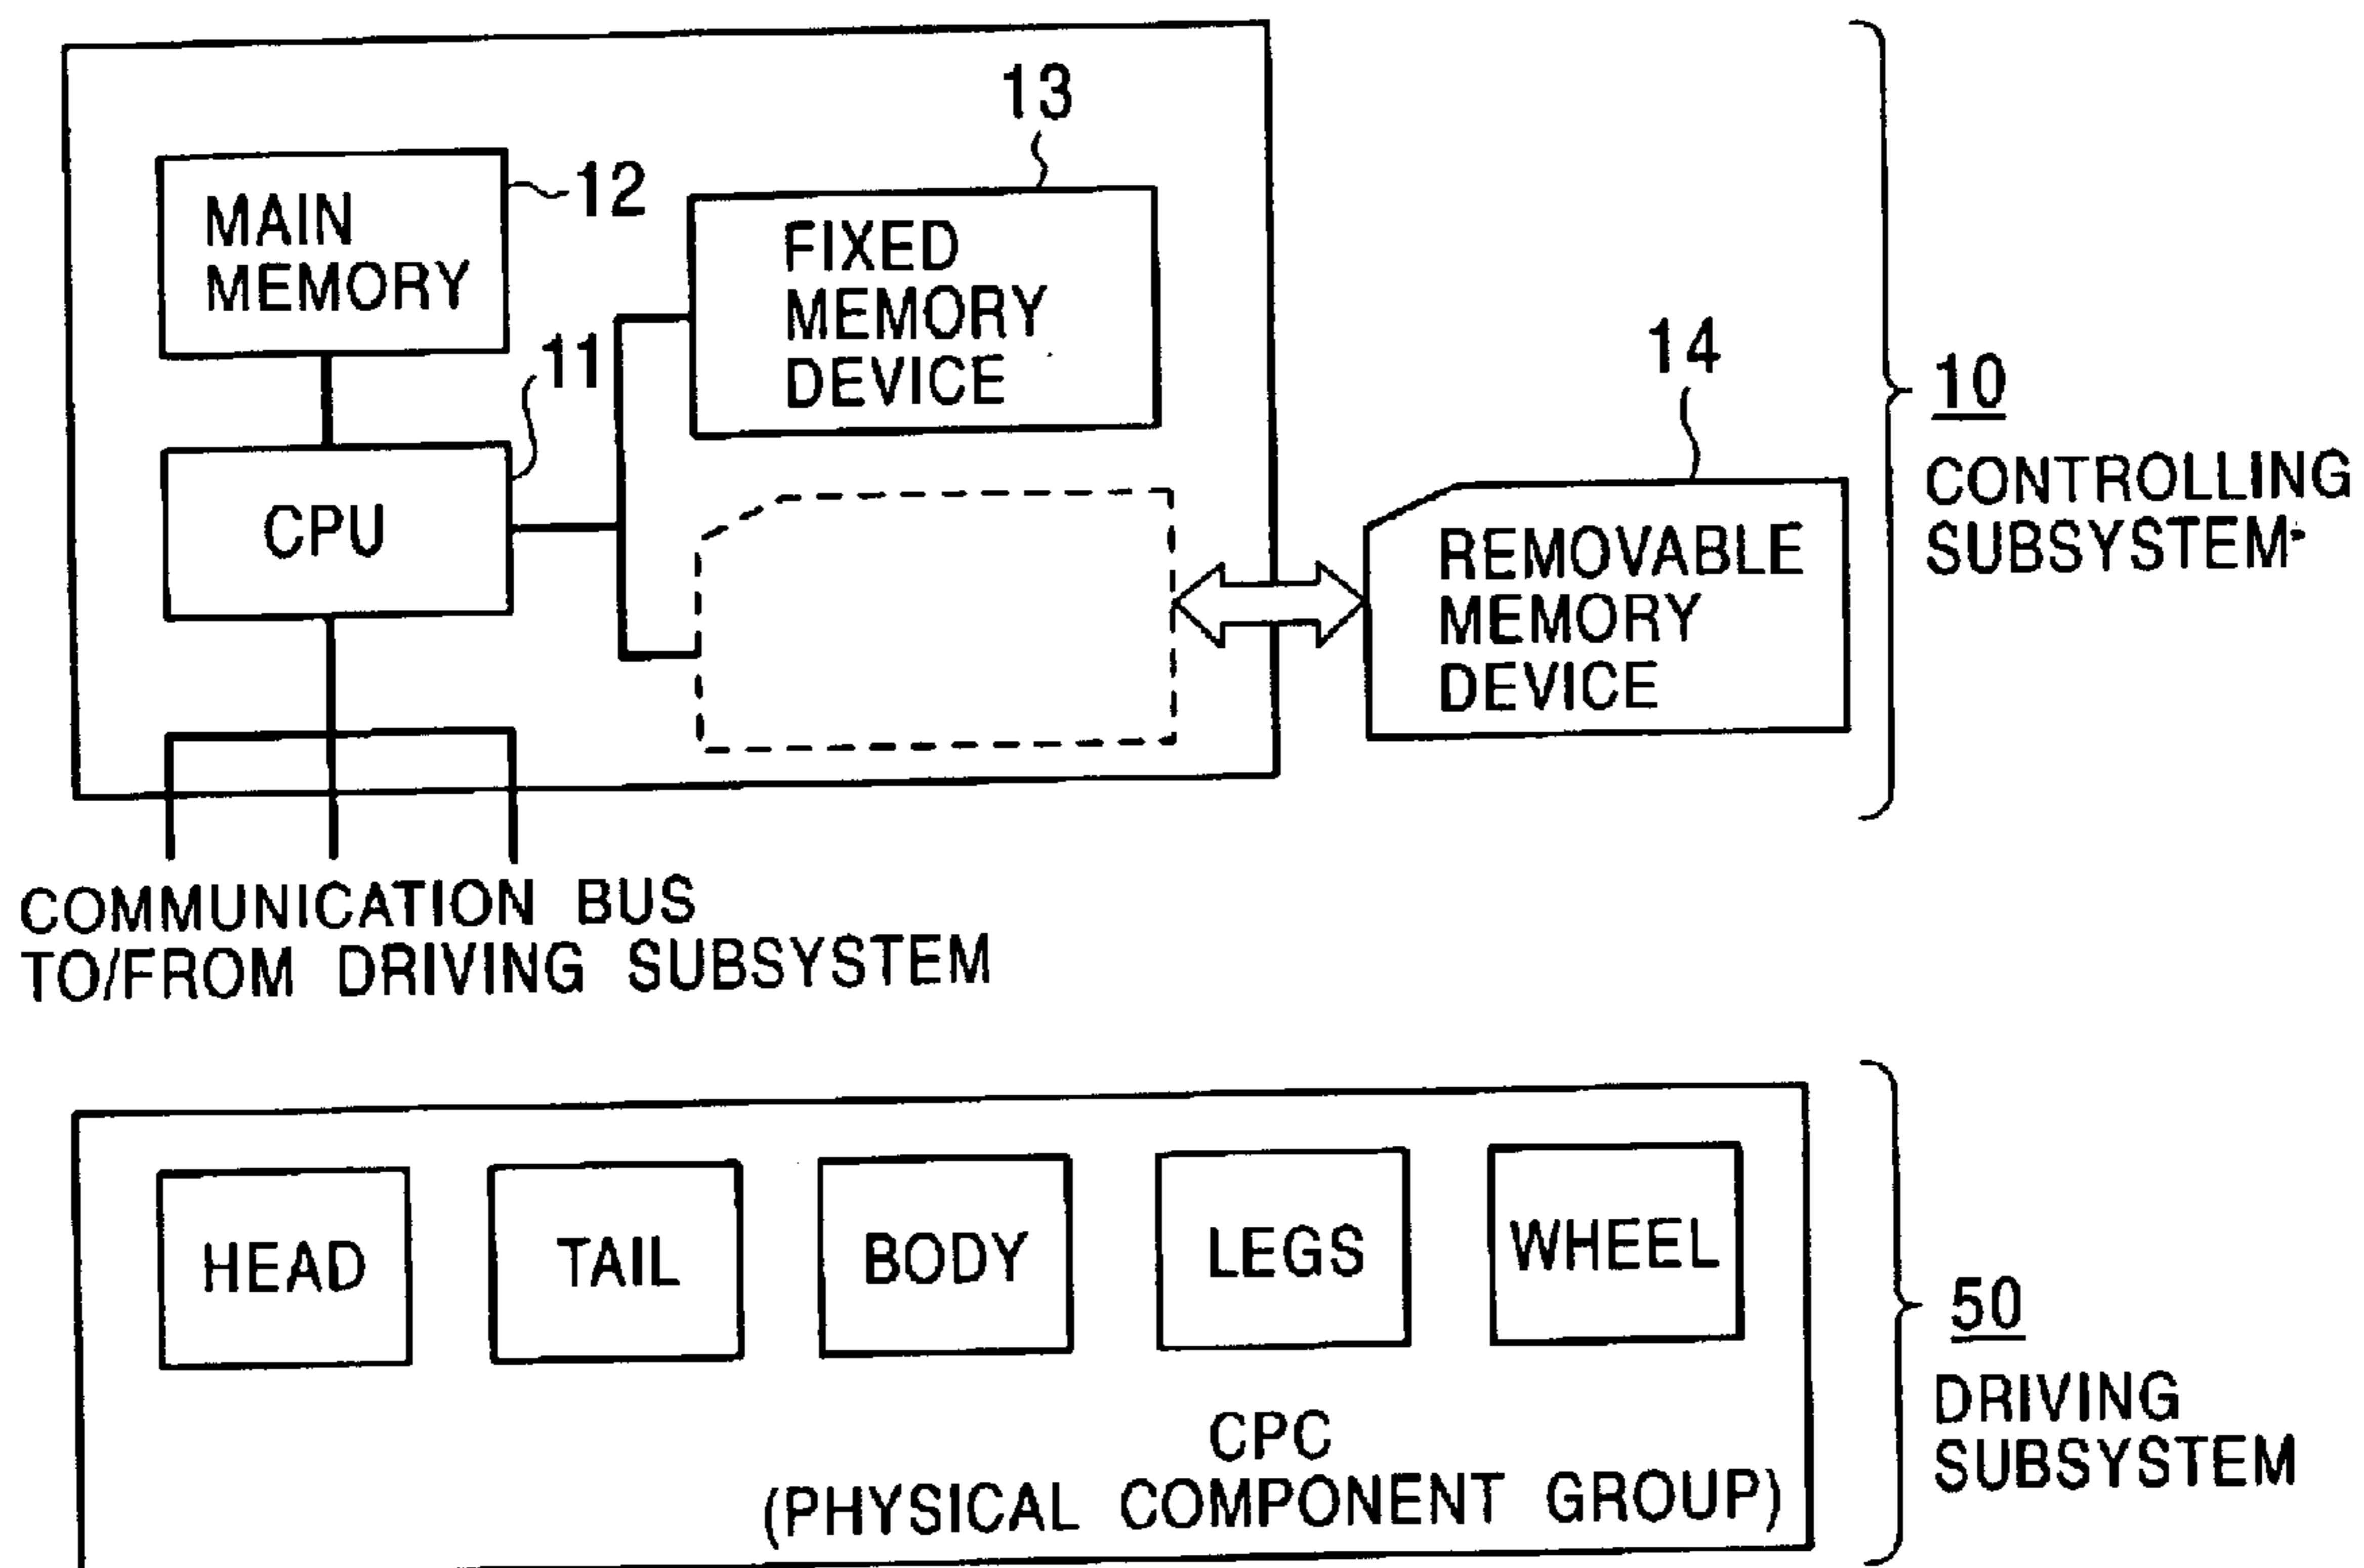 13
12
MAIN
MEMORY
FIXED
MEMORY
DEVICE
11
14
10
CONTROLLING
SUBSYSTEM
CPU
REMOVABLE
MEMORY
DEVICE
COMMUNICATION BUS
TO/FROM DRIVING SUBSYSTEM
HEAD
TAIL
BODY
LEGS
WHEEL
50
DRIVING
SUBSYSTEM
CPC
(PHYSICAL COMPONENT GROUP)